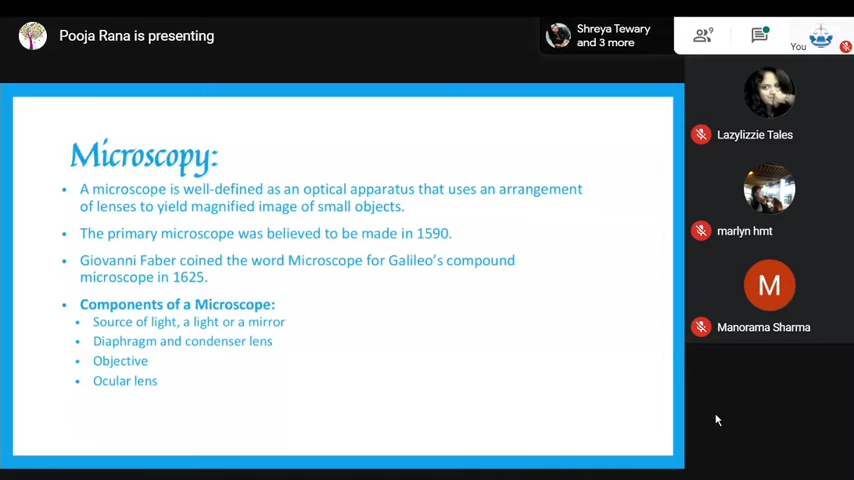 Pooja Rana is presenting
Shreya Tewary
and 3 more
9
You
Microscopy:
• A microscope is well-defined as an optical apparatus that uses an arrangement
of lenses to yield magnified image of small objects.
• The primary microscope was believed to be made in 1590.
• Giovanni Faber coined the word Microscope for Galileo's compound
microscope in 1625.
• Components of a Microscope:
• Source of light, a light or a mirror
• Diaphragm and condenser lens
• Objective
• Ocular lens
Lazylizzie Tales
marlyn hmt
M
Manorama Sharma